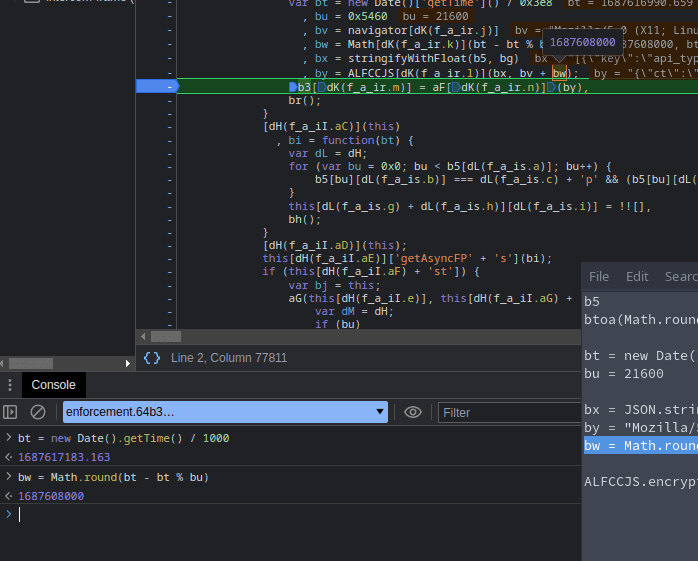 var bt = new Date()['getTime']() / 0x3e8 bt = 1687616990.659
, bu = 0x5460 bu = 21600
, bv = navigator[dK(f_a_ir.j)] bv = "Mozilla/5.0 (X11; Linu
, bw = Math[dK(f_a_ir.k)](bt - bt % b 87608000, bt
1687608000
, bx = stringifyWithFloat(b5, bg) bx = "[{\"key\":\"api_typ
, by = ALFCCJS[dK(f_a_ir.l)](bx, bv + bw); by = "{\"ct\":\"
b3[dK(f_a_ir.m)] = aF[dK(f_a_ir.n)](by),
br();
}
[dH(f_a_iI.aC)](this)
, bi = function(bt) {
var dL = dH;
for (var bu = 0x0; bu < b5[dL(f_a_is.a)]; bu++) {
b5[bu][dL(f_a_is.b)] === dL(f_a_is.c) + 'p' && (b5[bu][dL(
}
this[dL(f_a_is.g) + dL(f_a_is.h)][dL(f_a_is.i)] = !![],
bh();
}
[dH(f_a_iI.aD)](this);
this[dH(f_a_iI.aE)]['getAsyncFP' + 's'](bi);
if (this[dH(f_a_iI.aF) + 'st']) {
var bj = this;
aG(this[dH(f_a_iI.e)], this[dH(f_a_iI.aG) +
var dM = dH;
if (bu)
{} Line 2, Column 77811
Console
enforcement.64b3...
Filter
> bt = new Date().getTime() / 1000
1687617183.163
> bw = Math.round(bt - bt % bu)
1687608000
>
File Edit Searc
b5
btoa(Math.roun
bt = new Date(
bu = 21600
bx = JSON.strin
by = "Mozilla/5
bw = Math.roun
ALFCCJS.encryp